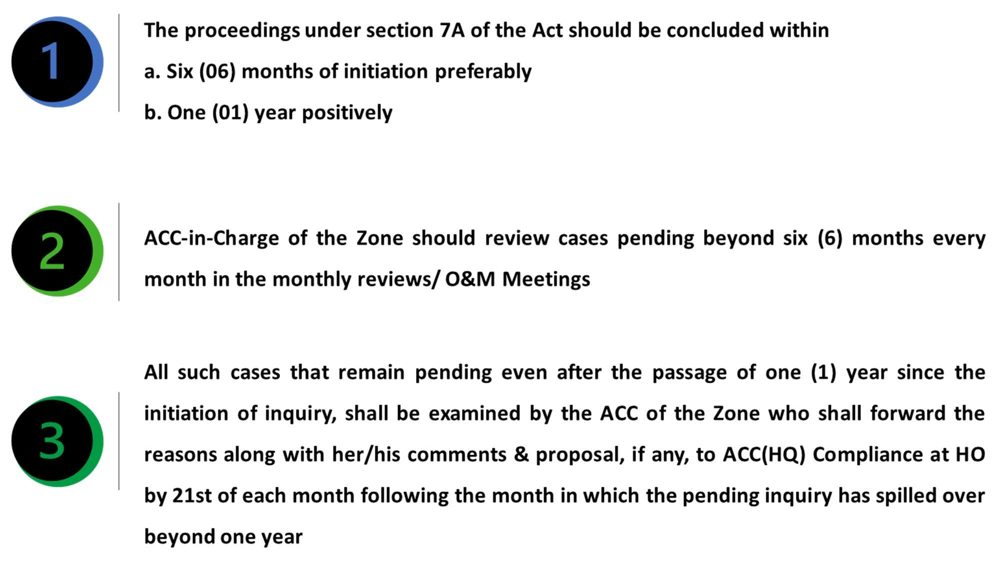 1
The proceedings under section 7A of the Act should be concluded within
a. Six (06) months of initiation preferably
b. One (01) year positively
2
ACC-in-Charge of the Zone should review cases pending beyond six (6) months every
month in the monthly reviews/ O&M Meetings
3
All such cases that remain pending even after the passage of one (1) year since the
initiation of inquiry, shall be examined by the ACC of the Zone who shall forward the
reasons along with her/his comments & proposal, if any, to ACC(HQ) Compliance at HO
by 21st of each month following the month in which the pending inquiry has spilled over
beyond one year